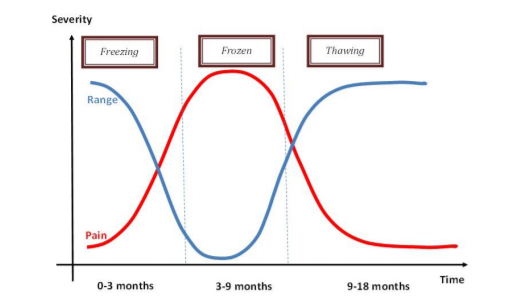 Severity
Freezing
Frozen
Thawing
Range
Pain
Time
0-3 months
3-9 months
9-18 months